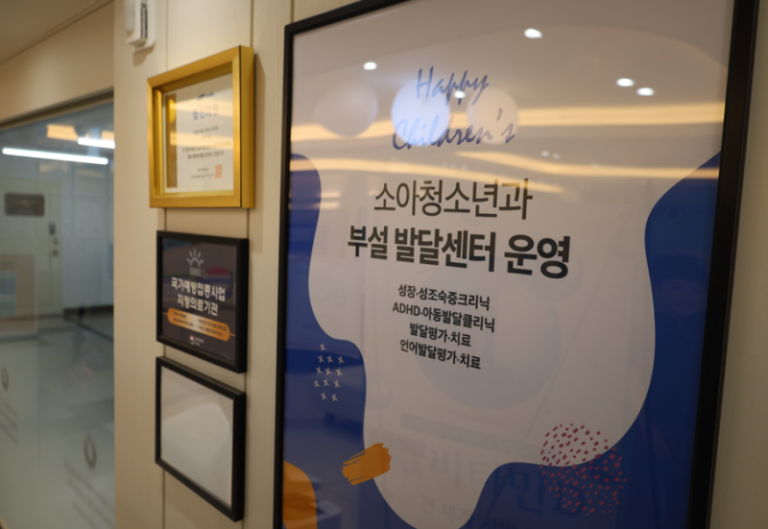 Happy
Children's
소아청소년과
부설 발달센터 운영
성장·성조숙증크리닉
ADHD·아동발달클리닉
발달평가·치료
언어발달평가·치료
국가예방접종사업
지정의료기관